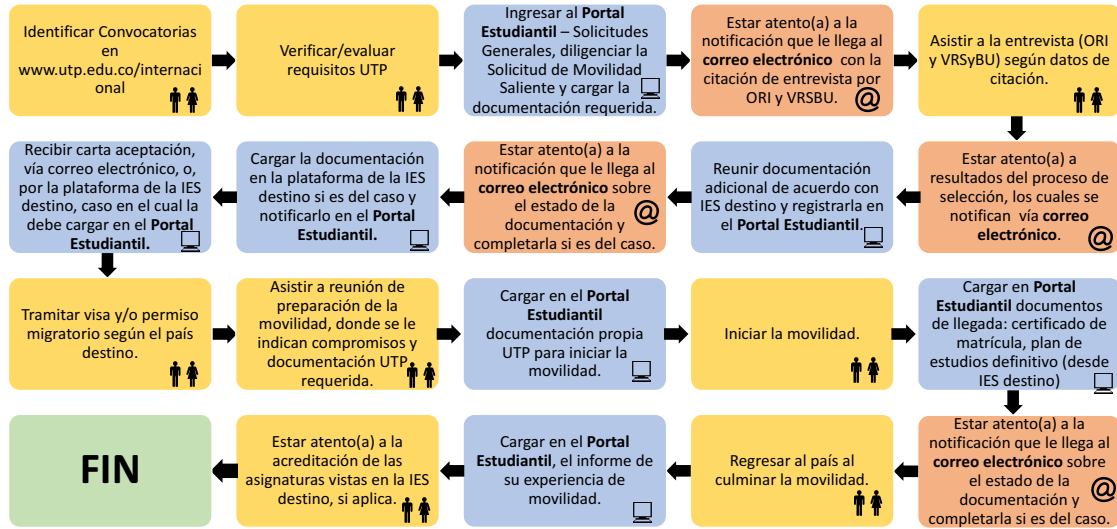 Identificar Convocatorias
en
www.utp.edu.co/internaci
onal
Verificar/evaluar
requisitos UTP
Ingresar al Portal
Estudiantil – Solicitudes
Generales, diligenciar la
Solicitud de Movilidad
Saliente y cargar la
documentación requerida.
Estar atento(a) a la
notificación que le llega al
correo electrónico con la
citación de entrevista por
ORI y VRSBU.
@
Asistir a la entrevista (ORI
y VRSyBU) según datos de
citación.
Estar atento(a) a
resultados del proceso de
selección, los cuales se
notifican vía correo
electrónico.
@
Reunir documentación
adicional de acuerdo con
IES destino y registrarla en
el Portal Estudiantil.
Estar atento(a) a la
notificación que le llega al
correo electrónico sobre
el estado de la
documentación y
completarla si es del caso.
@
Cargar la documentación
en la plataforma de la IES
destino si es del caso y
notificarlo en el Portal
Estudiantil.
Recibir carta aceptación,
vía correo electrónico, o,
por la plataforma de la IES
destino, caso en el cual la
debe cargar en el Portal
Estudiantil.
Tramitar visa y/o permiso
migratorio según el país
destino.
Asistir a reunión de
preparación de la
movilidad, donde se le
indican compromisos y
documentación UTP
requerida.
Cargar en el Portal
Estudiantil
documentación propia
UTP para iniciar la
movilidad.
Iniciar la movilidad.
Cargar en Portal
Estudiantil documentos
de llegada: certificado de
matrícula, plan de
estudios definitivo (desde
IES destino)
Estar atento(a) a la
notificación que le llega al
correo electrónico sobre
el estado de la
documentación y
completarla si es del caso.
@
Regresar al país al
culminar la movilidad.
Cargar en el Portal
Estudiantil, el informe de
su experiencia de
movilidad.
Estar atento(a) a la
acreditación de las
asignaturas vistas en la IES
destino, si aplica.
FIN